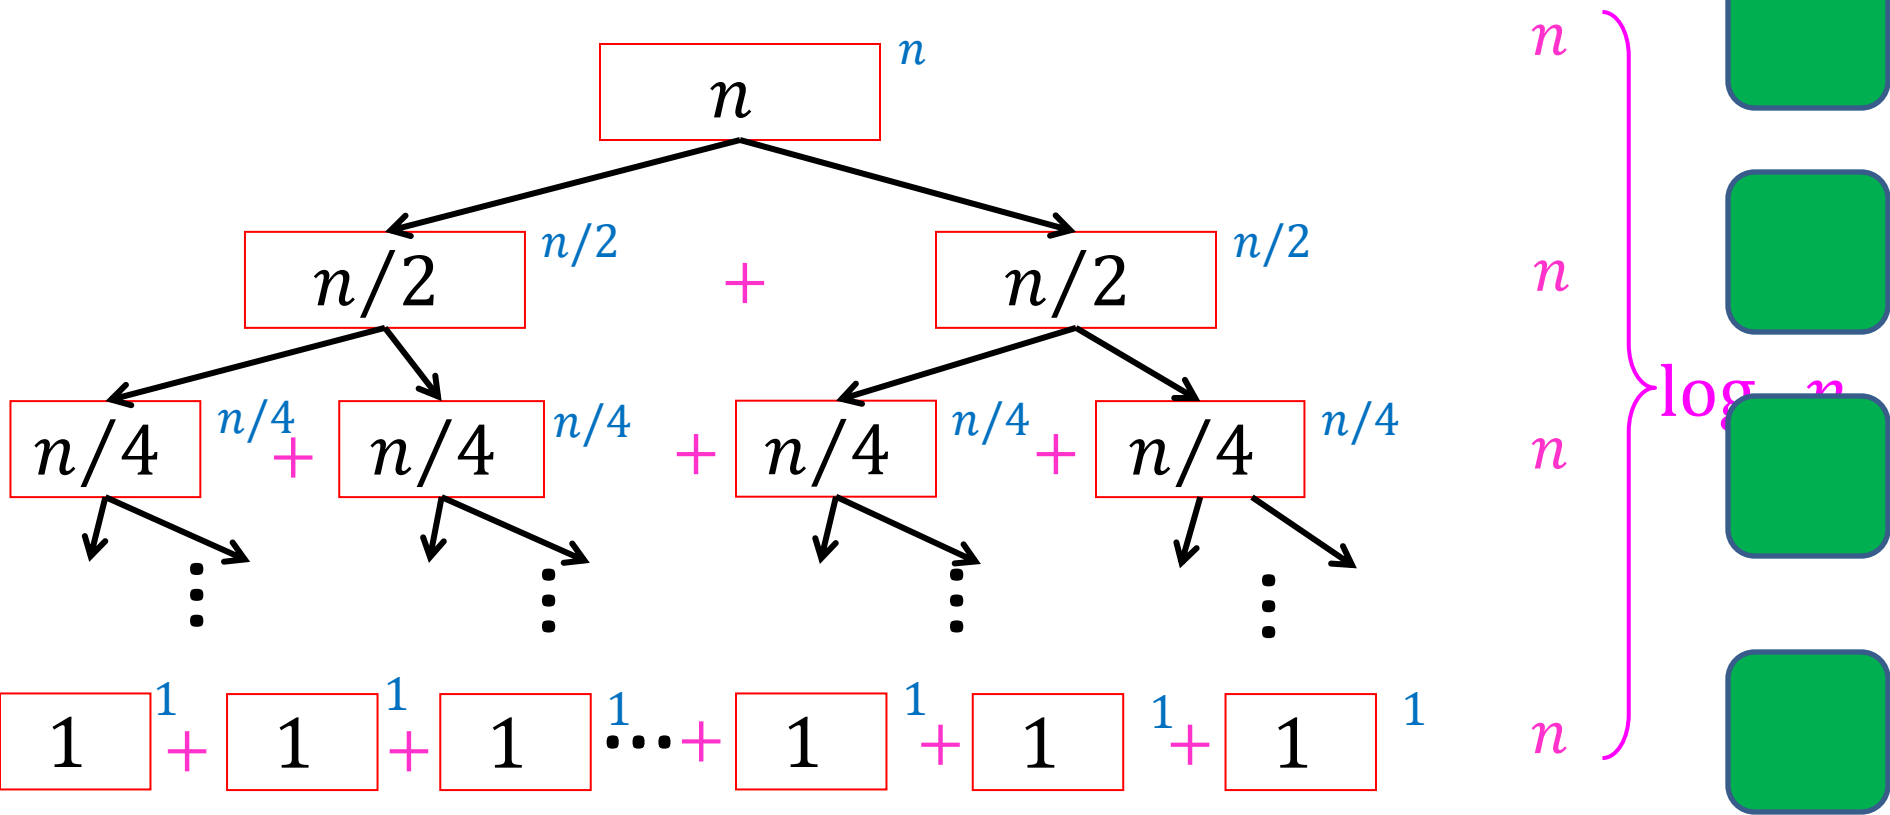 n n n
n/2 n/2 + n/2 n/2 n
log n
n/4 n/4 + n/4 n/4 + n/4 n/4 + n/4 n/4 n
1 1 + 1 1 + 1 1 ... + 1 1 + 1 1 + 1 1 n